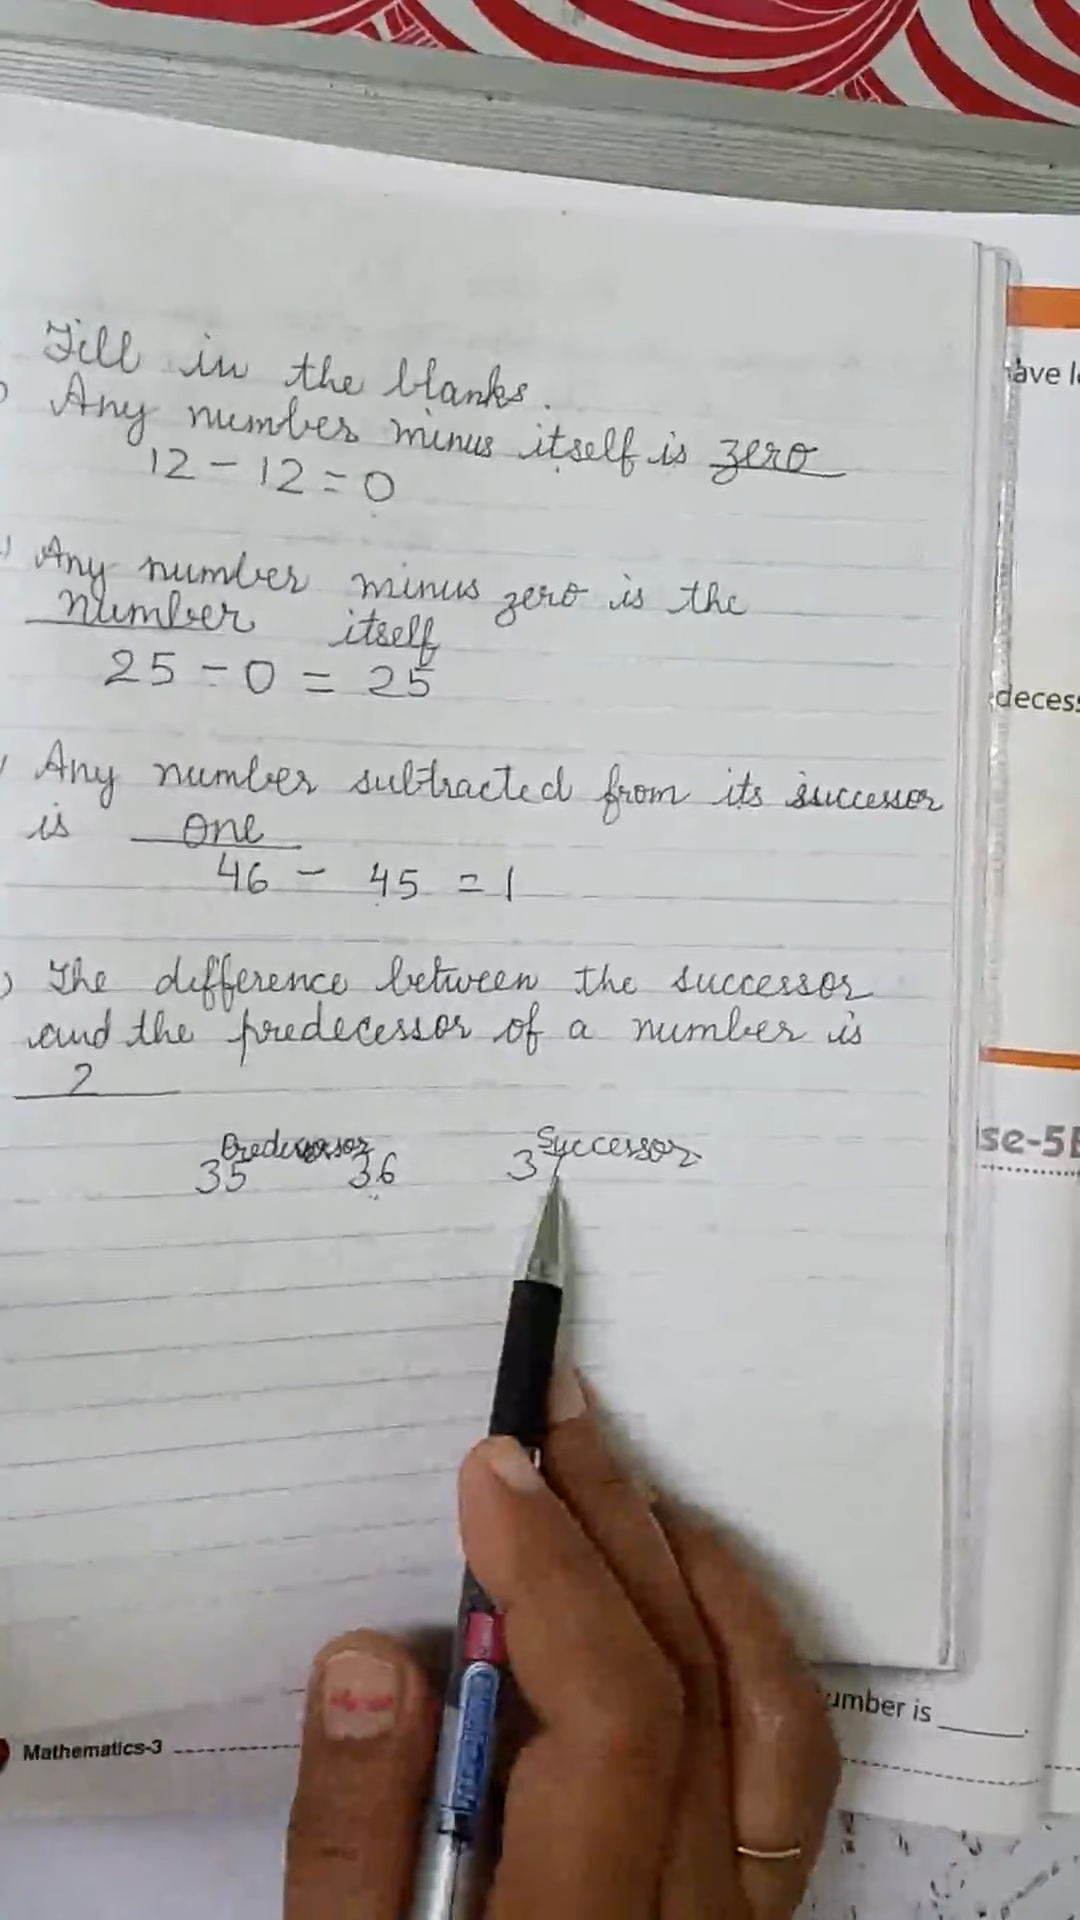 Fill in the blanks.
Any number minus itself is zero
12 - 12 = 0
Any number minus zero is the
number itself
25 - 0 = 25
Any number subtracted from its successor
is one
46 - 45 = 1
The difference between the successor
and the predecessor of a number is
2
Predecessor Successor
35 36 37
Mathematics-3
ave l
decess
se-5B
umber is